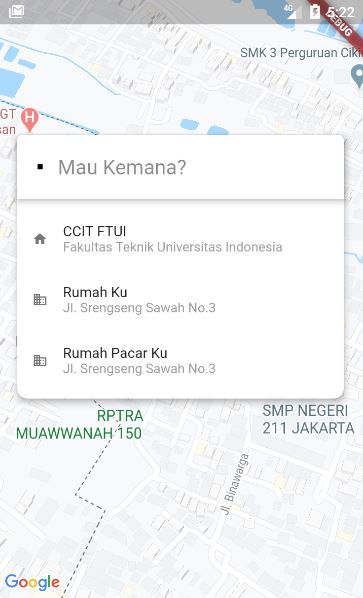 4G
5:22
DEBUG
SMK 3 Perguruan Cikin
GT
san
H
Mau Kemana?
CCIT FTUI
Fakultas Teknik Universitas Indonesia
Rumah Ku
Jl. Srengseng Sawah No.3
Rumah Pacar Ku
Jl. Srengseng Sawah No.3
RPTRA
MUAWWANAH 150
SMP NEGERI
211 JAKARTA
Jl. Binawarga
Google